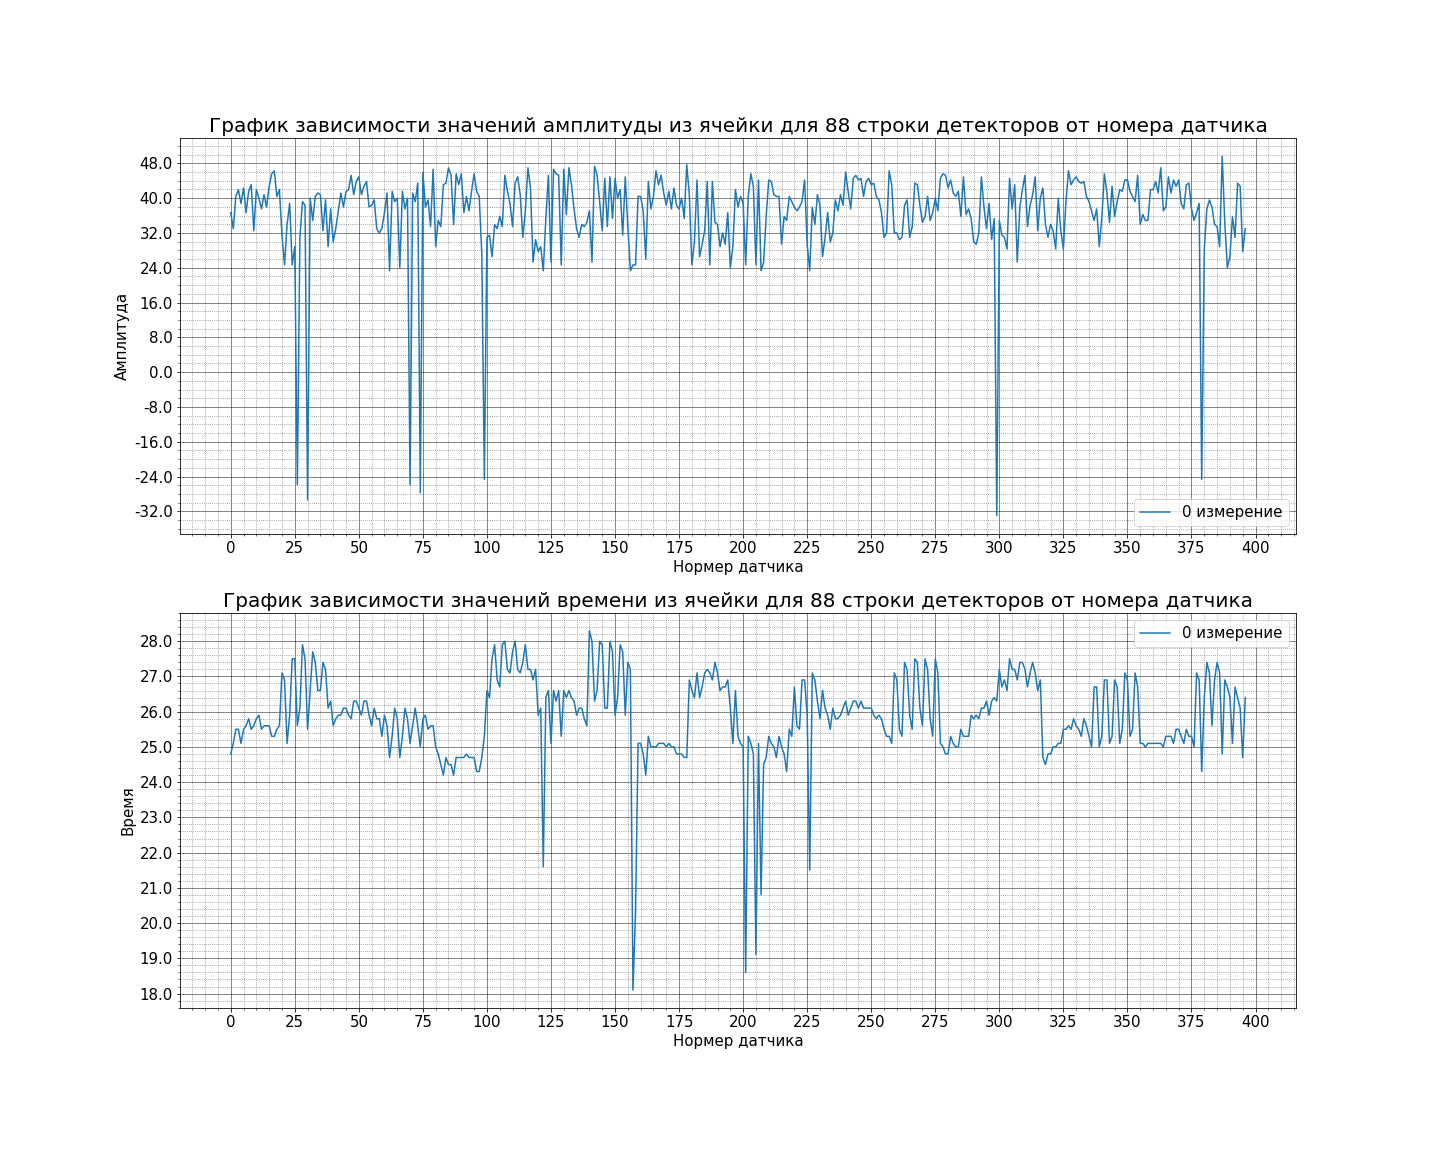 График зависимости значений амплитуды из ячейки для 88 строки детекторов от номера датчика
Амплитуда
48.0
40.0
32.0
24.0
16.0
8.0
0.0
-8.0
-16.0
-24.0
-32.0
0 измерение
0 25 50 75 100 125 150 175 200 225 250 275 300 325 350 375 400
Нормер датчика
График зависимости значений времени из ячейки для 88 строки детекторов от номера датчика
0 измерение
Время
28.0
27.0
26.0
25.0
24.0
23.0
22.0
21.0
20.0
19.0
18.0
0 25 50 75 100 125 150 175 200 225 250 275 300 325 350 375 400
Нормер датчика